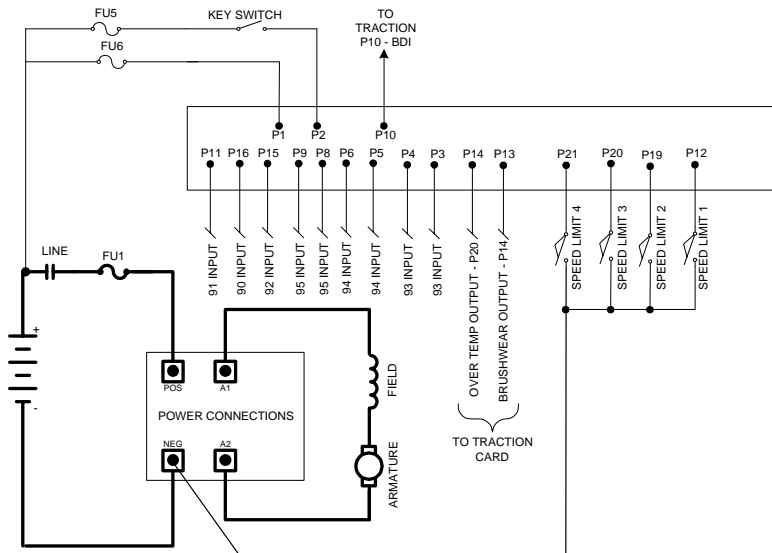 FU5
KEY SWITCH
TO
TRACTION
P10 - BDI
FU6
P1
P2
P10
P11
P16
P15
P9
P8
P6
P5
P4
P3
P14
P13
P21
P20
P19
P12
91 INPUT
90 INPUT
92 INPUT
95 INPUT
95 INPUT
94 INPUT
94 INPUT
93 INPUT
93 INPUT
OVER TEMP OUTPUT - P20
BRUSHWEAR OUTPUT - P14
SPEED LIMIT 4
SPEED LIMIT 3
SPEED LIMIT 2
SPEED LIMIT 1
LINE
FU1
+
-
POS
A1
POWER CONNECTIONS
NEG
A2
FIELD
ARMATURE
TO TRACTION
CARD